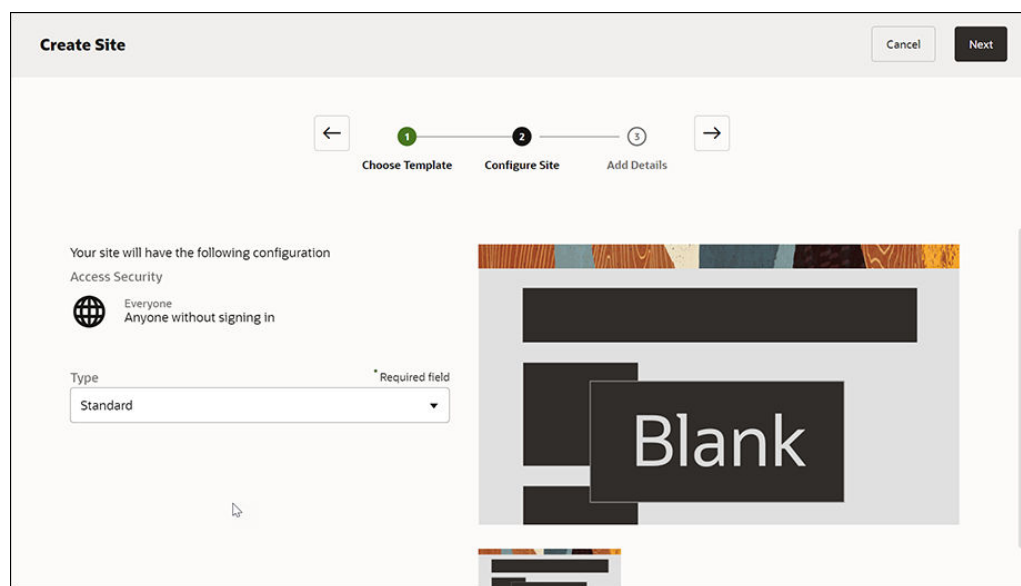 Create Site
Cancel
Next
1
2
3
Choose Template
Configure Site
Add Details
Your site will have the following configuration
Access Security
Everyone
Anyone without signing in
Type
* Required field
Standard
Blank